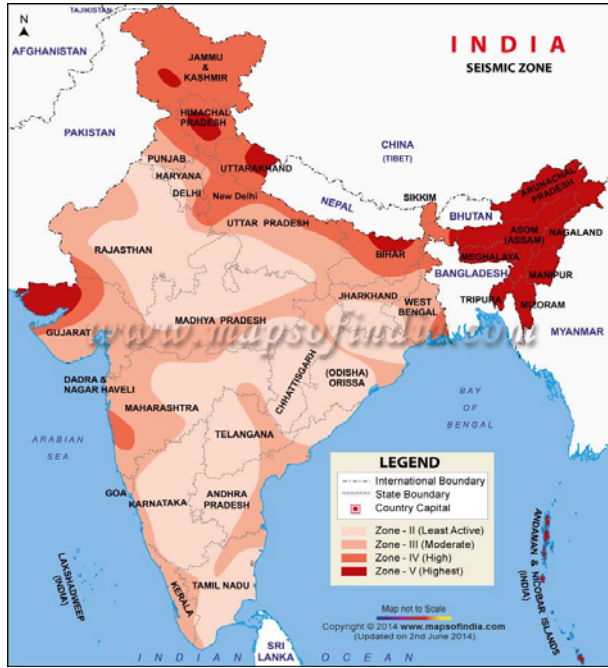 TAJIKISTAN
N
AFGHANISTAN
INDIA
SEISMIC ZONE
JAMMU
&
KASHMIR
HIMACHAL
PRADESH
PAKISTAN
CHINA
(TIBET)
PUNJAB
UTTARAKHAND
HARYANA
DELHI
New Delhi
NEPAL
SIKKIM
ARUNACHAL
PRADESH
BHUTAN
UTTAR PRADESH
ASOM
(ASSAM)
NAGALAND
RAJASTHAN
BIHAR
MEGHALAYA
BANGLADESH
MANIPUR
JHARKHAND
WEST
BENGAL
TRIPURA
MIZORAM
MYANMAR
GUJARAT
MADHYA PRADESH
www.mapsofindia.com
CHHATTISGARH
(ODISHA)
ORISSA
DADRA &
NAGAR HAVELI
MAHARASHTRA
BAY
OF
BENGAL
ARABIAN
SEA
TELANGANA
GOA
KARNATAKA
ANDHRA
PRADESH
LEGEND
International Boundary
State Boundary
Country Capital
Zone - II (Least Active)
Zone - III (Moderate)
Zone - IV (High)
Zone - V (Highest)
LAKSHADWEEP
(INDIA)
KERALA
TAMIL NADU
ANDAMAN & NICOBAR ISLANDS
(INDIA)
Map not to Scale
Copyright © 2014 www.mapsofindia.com
(Updated on 2nd June 2014)
SRI
LANKA
INDIAN OCEAN